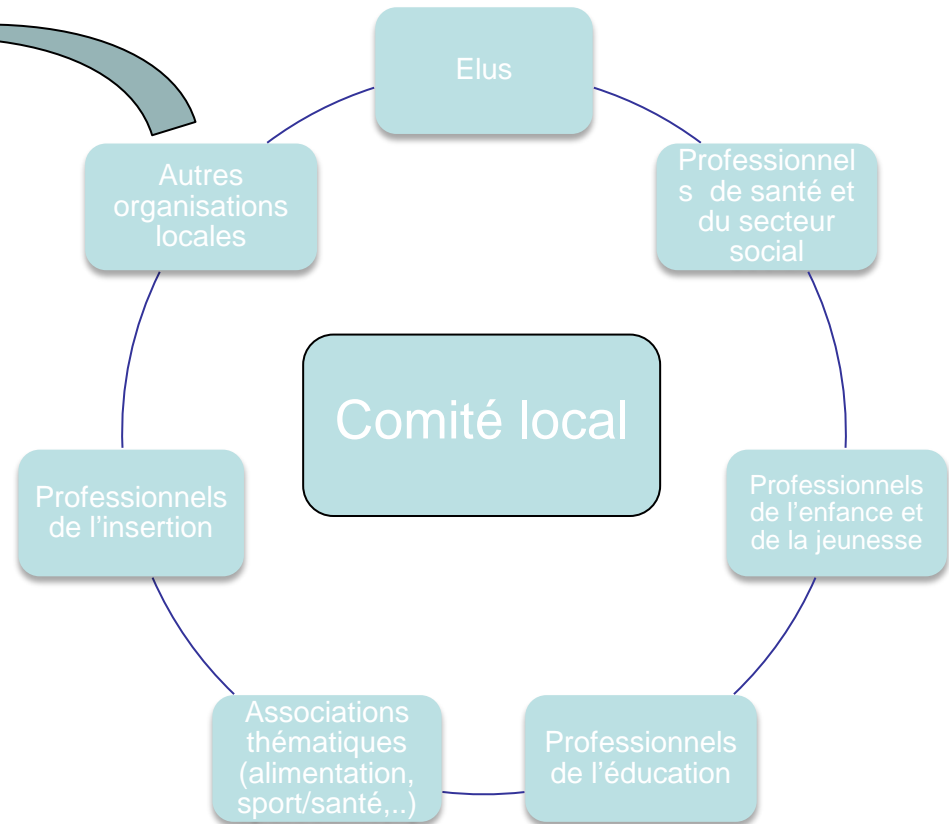 Elus
Professionnel
s de santé et
du secteur
social
Professionnels
de l’enfance et
de la jeunesse
Professionnels
de l’éducation
Associations
thématiques
(alimentation,
sport/santé,..)
Professionnels
de l’insertion
Autres
organisations
locales
Comité local